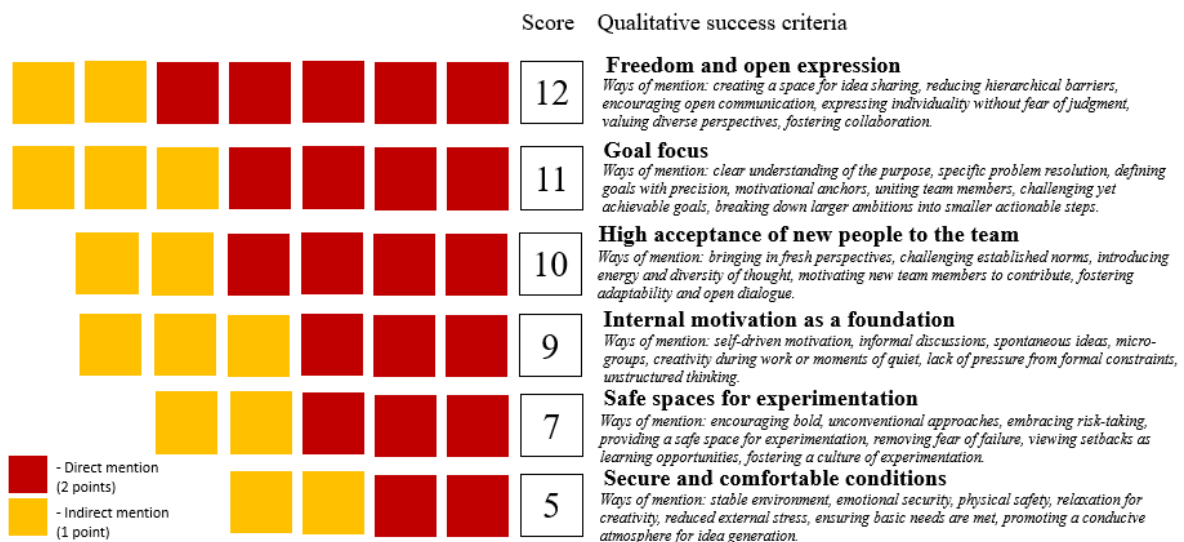 Score Qualitative success criteria
12
Freedom and open expression
Ways of mention: creating a space for idea sharing, reducing hierarchical barriers,
encouraging open communication, expressing individuality without fear of judgment,
valuing diverse perspectives, fostering collaboration.
11
Goal focus
Ways of mention: clear understanding of the purpose, specific problem resolution, defining
goals with precision, motivational anchors, uniting team members, challenging yet
achievable goals, breaking down larger ambitions into smaller actionable steps.
10
High acceptance of new people to the team
Ways of mention: bringing in fresh perspectives, challenging established norms, introducing
energy and diversity of thought, motivating new team members to contribute, fostering
adaptability and open dialogue.
9
Internal motivation as a foundation
Ways of mention: self-driven motivation, informal discussions, spontaneous ideas, micro-
groups, creativity during work or moments of quiet, lack of pressure from formal constraints,
unstructured thinking.
7
Safe spaces for experimentation
Ways of mention: encouraging bold, unconventional approaches, embracing risk-taking,
providing a safe space for experimentation, removing fear of failure, viewing setbacks as
learning opportunities, fostering a culture of experimentation.
5
Secure and comfortable conditions
Ways of mention: stable environment, emotional security, physical safety, relaxation for
creativity, reduced external stress, ensuring basic needs are met, promoting a conducive
atmosphere for idea generation.
- Direct mention
(2 points)
- Indirect mention
(1 point)